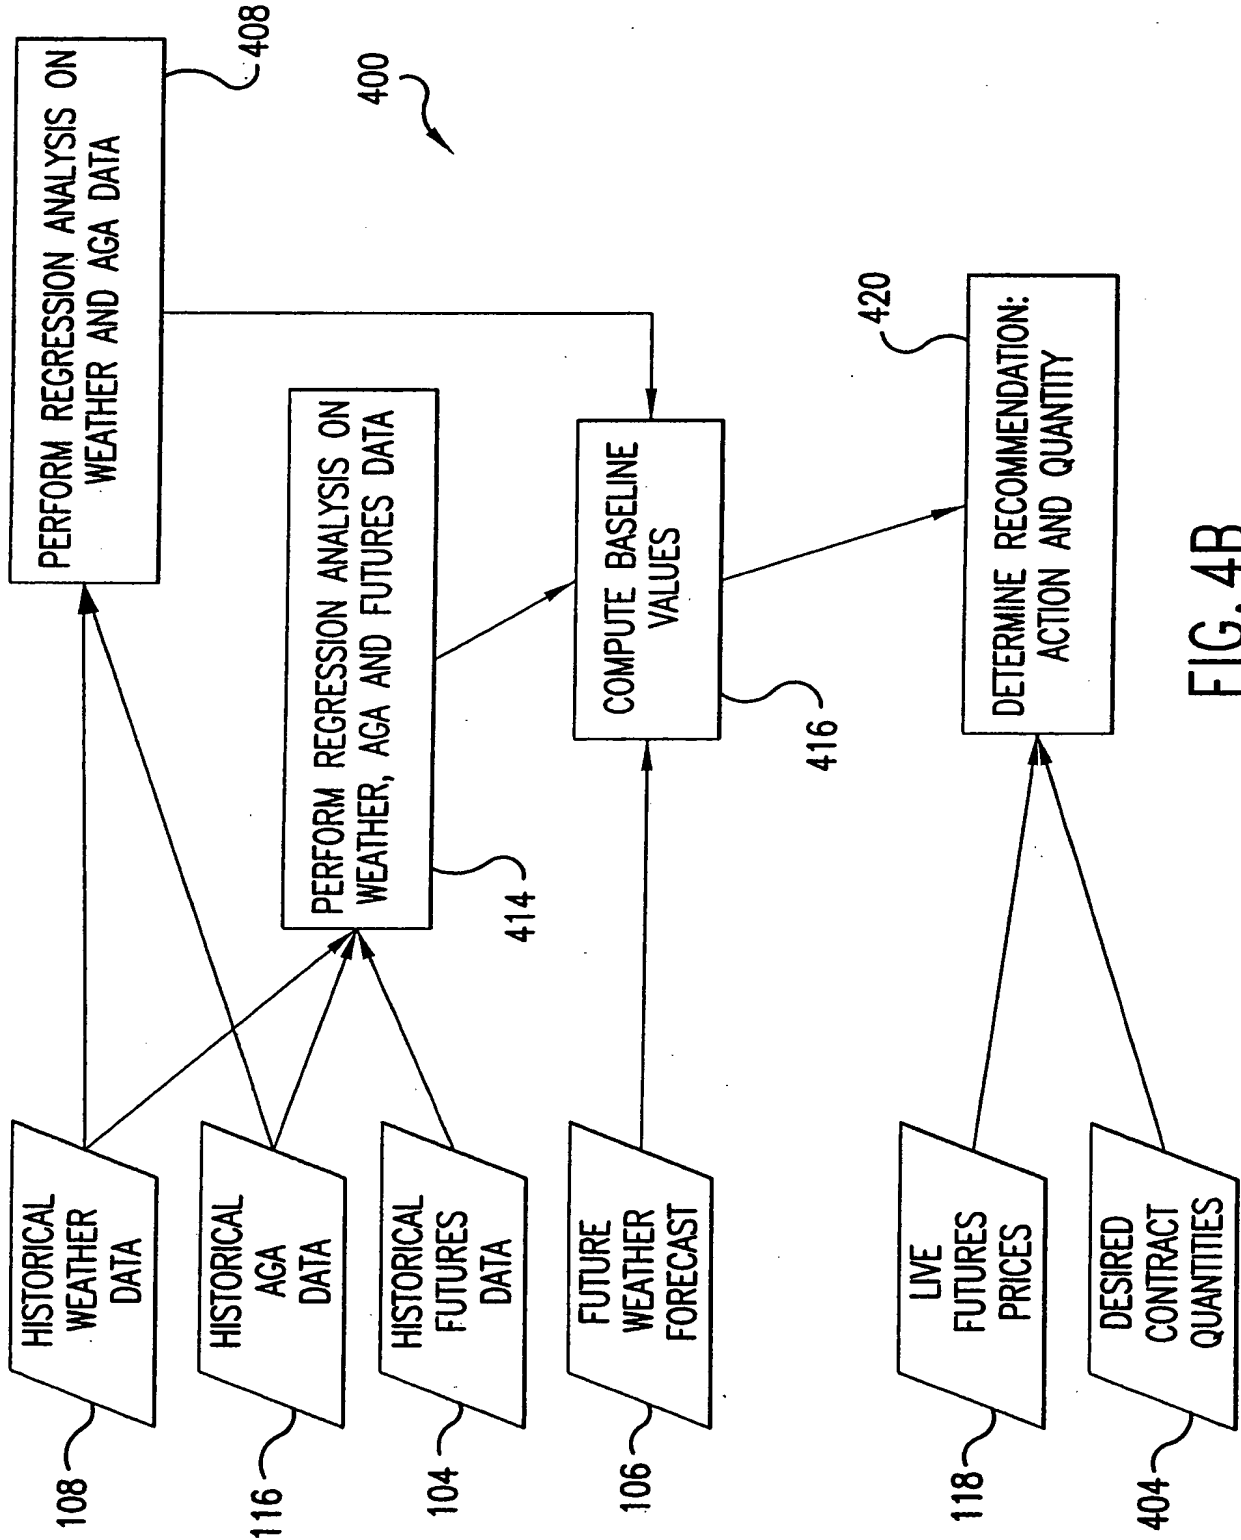 108
HISTORICAL
WEATHER
DATA
116
HISTORICAL
AGA
DATA
104
HISTORICAL
FUTURES
DATA
106
FUTURE
WEATHER
FORECAST
118
LIVE
FUTURES
PRICES
404
DESIRED
CONTRACT
QUANTITIES
PERFORM REGRESSION ANALYSIS ON
WEATHER AND AGA DATA
408
PERFORM REGRESSION ANALYSIS ON
WEATHER, AGA AND FUTURES DATA
414
400
COMPUTE BASELINE
VALUES
416
DETERMINE RECOMMENDATION:
ACTION AND QUANTITY
420
FIG. 4B